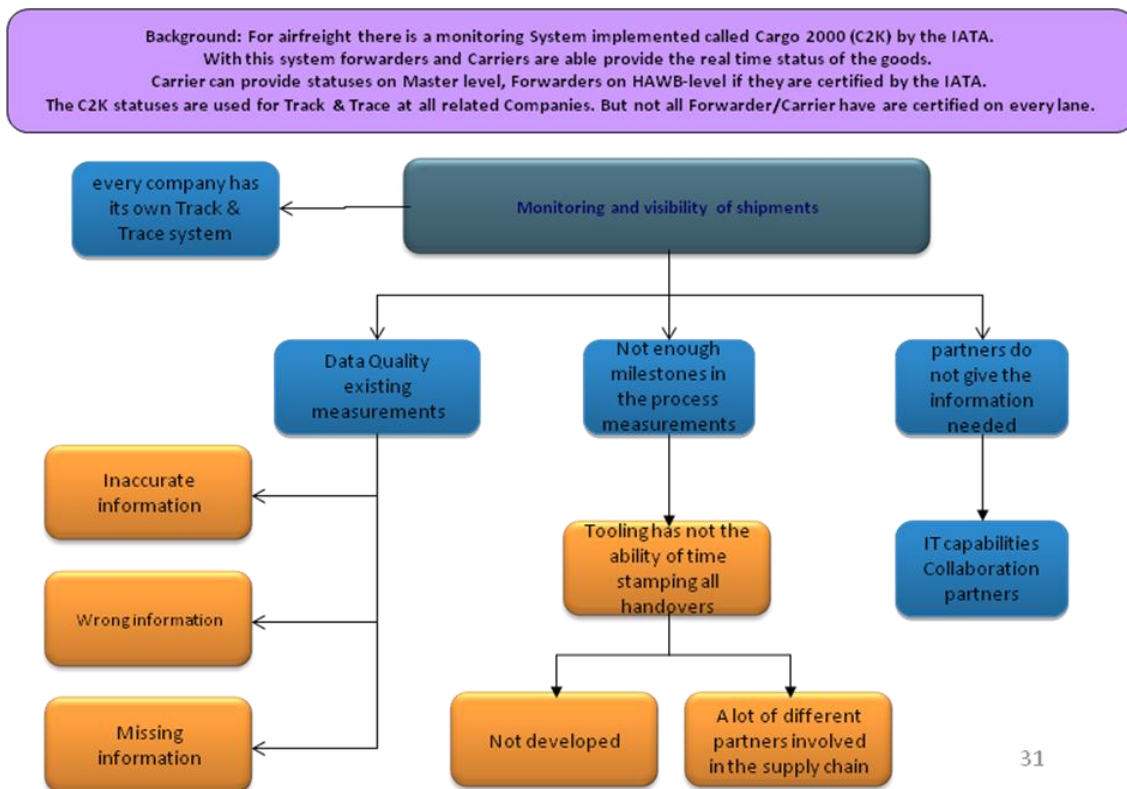 Background: For airfreight there is a monitoring System implemented called Cargo 2000 (C2K) by the IATA.
With this system forwarders and Carriers are able provide the real time status of the goods.
Carrier can provide statuses on Master level, Forwarders on HAWB-level if they are certified by the IATA.
The C2K statuses are used for Track & Trace at all related Companies. But not all Forwarder/Carrier have are certified on every lane.
every company has
its own Track &
Trace system
Monitoring and visibility of shipments
Data Quality
existing
measurements
Not enough
milestones in
the process
measurements
partners do
not give the
information
needed
Inaccurate
information
Wrong information
Missing
information
Tooling has not the
ability of time
stamping all
handovers
IT capabilities
Collaboration
partners
Not developed
A lot of different
partners involved
in the supply chain
31